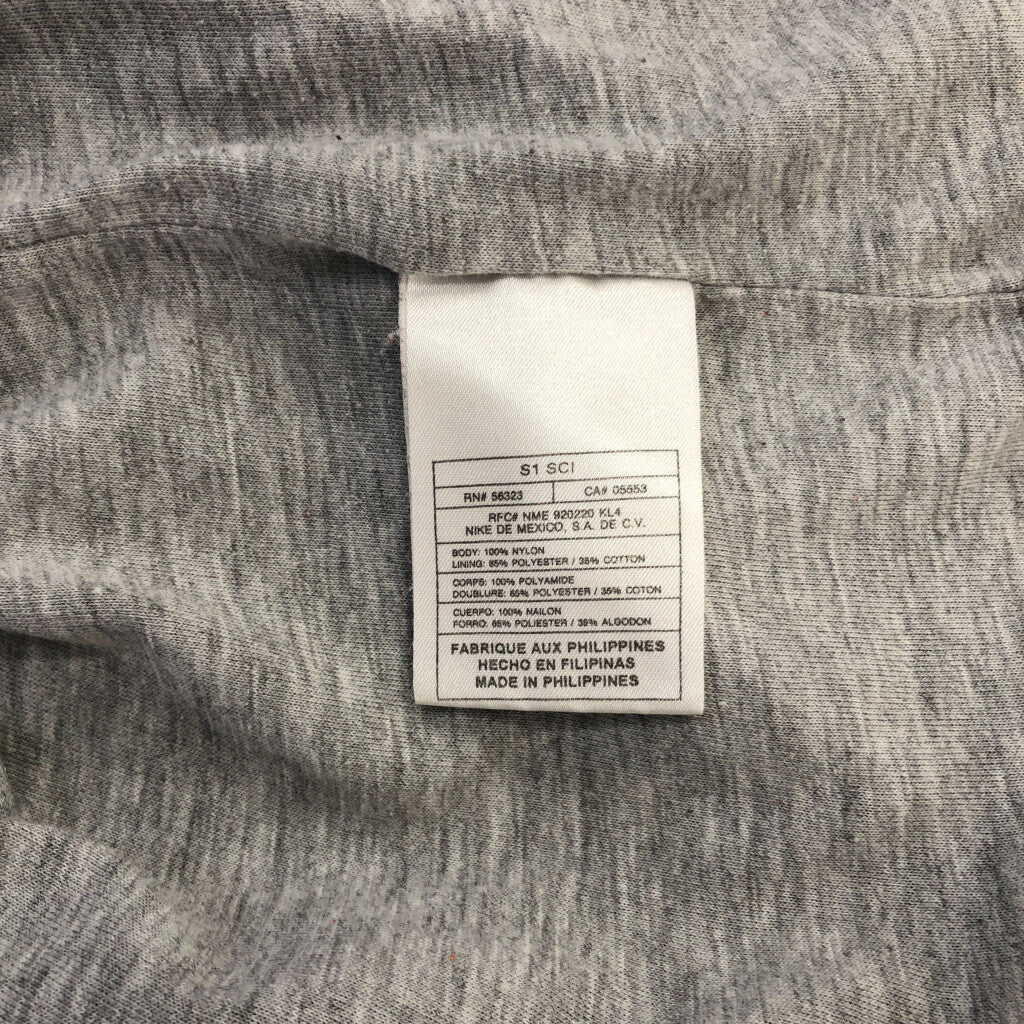 S1 SCI
RN# 56323 CA# 05553
RFC# NME 920220 KL4
NIKE DE MEXICO, S.A. DE C.V.
BODY: 100% NYLON
LINING: 65% POLYESTER / 35% COTTON
CORPS: 100% POLYAMIDE
DOUBLURE: 65% POLYESTER / 35% COTON
CUERPO: 100% NAILON
FORRO: 65% POLIESTER / 35% ALGODON
FABRIQUE AUX PHILIPPINES
HECHO EN FILIPINAS
MADE IN PHILIPPINES